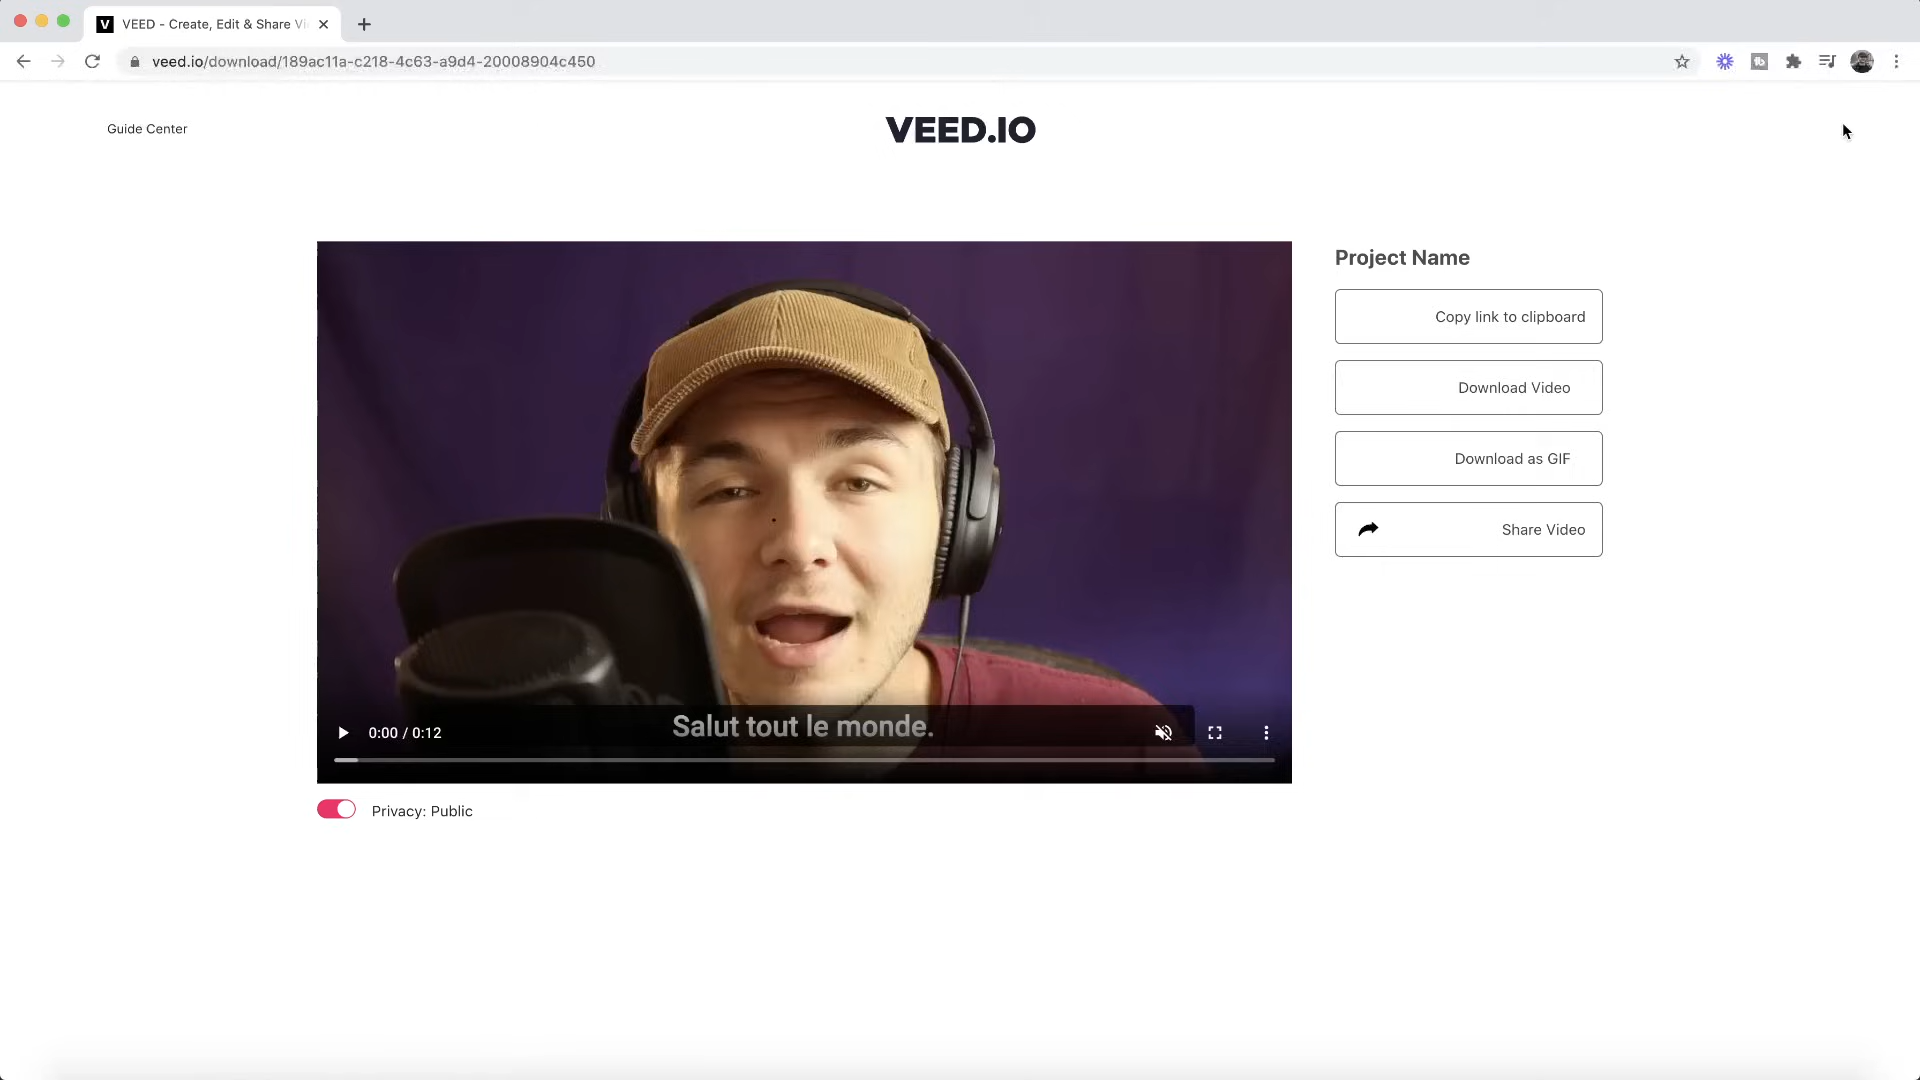 V VEED - Create, Edit & Share Vi
veed.io/download/189ac11a-c218-4c63-a9d4-20008904c450
Guide Center
VEED.IO
Project Name
Copy link to clipboard
Download Video
Download as GIF
Share Video
Salut tout le monde.
0:00 / 0:12
Privacy: Public